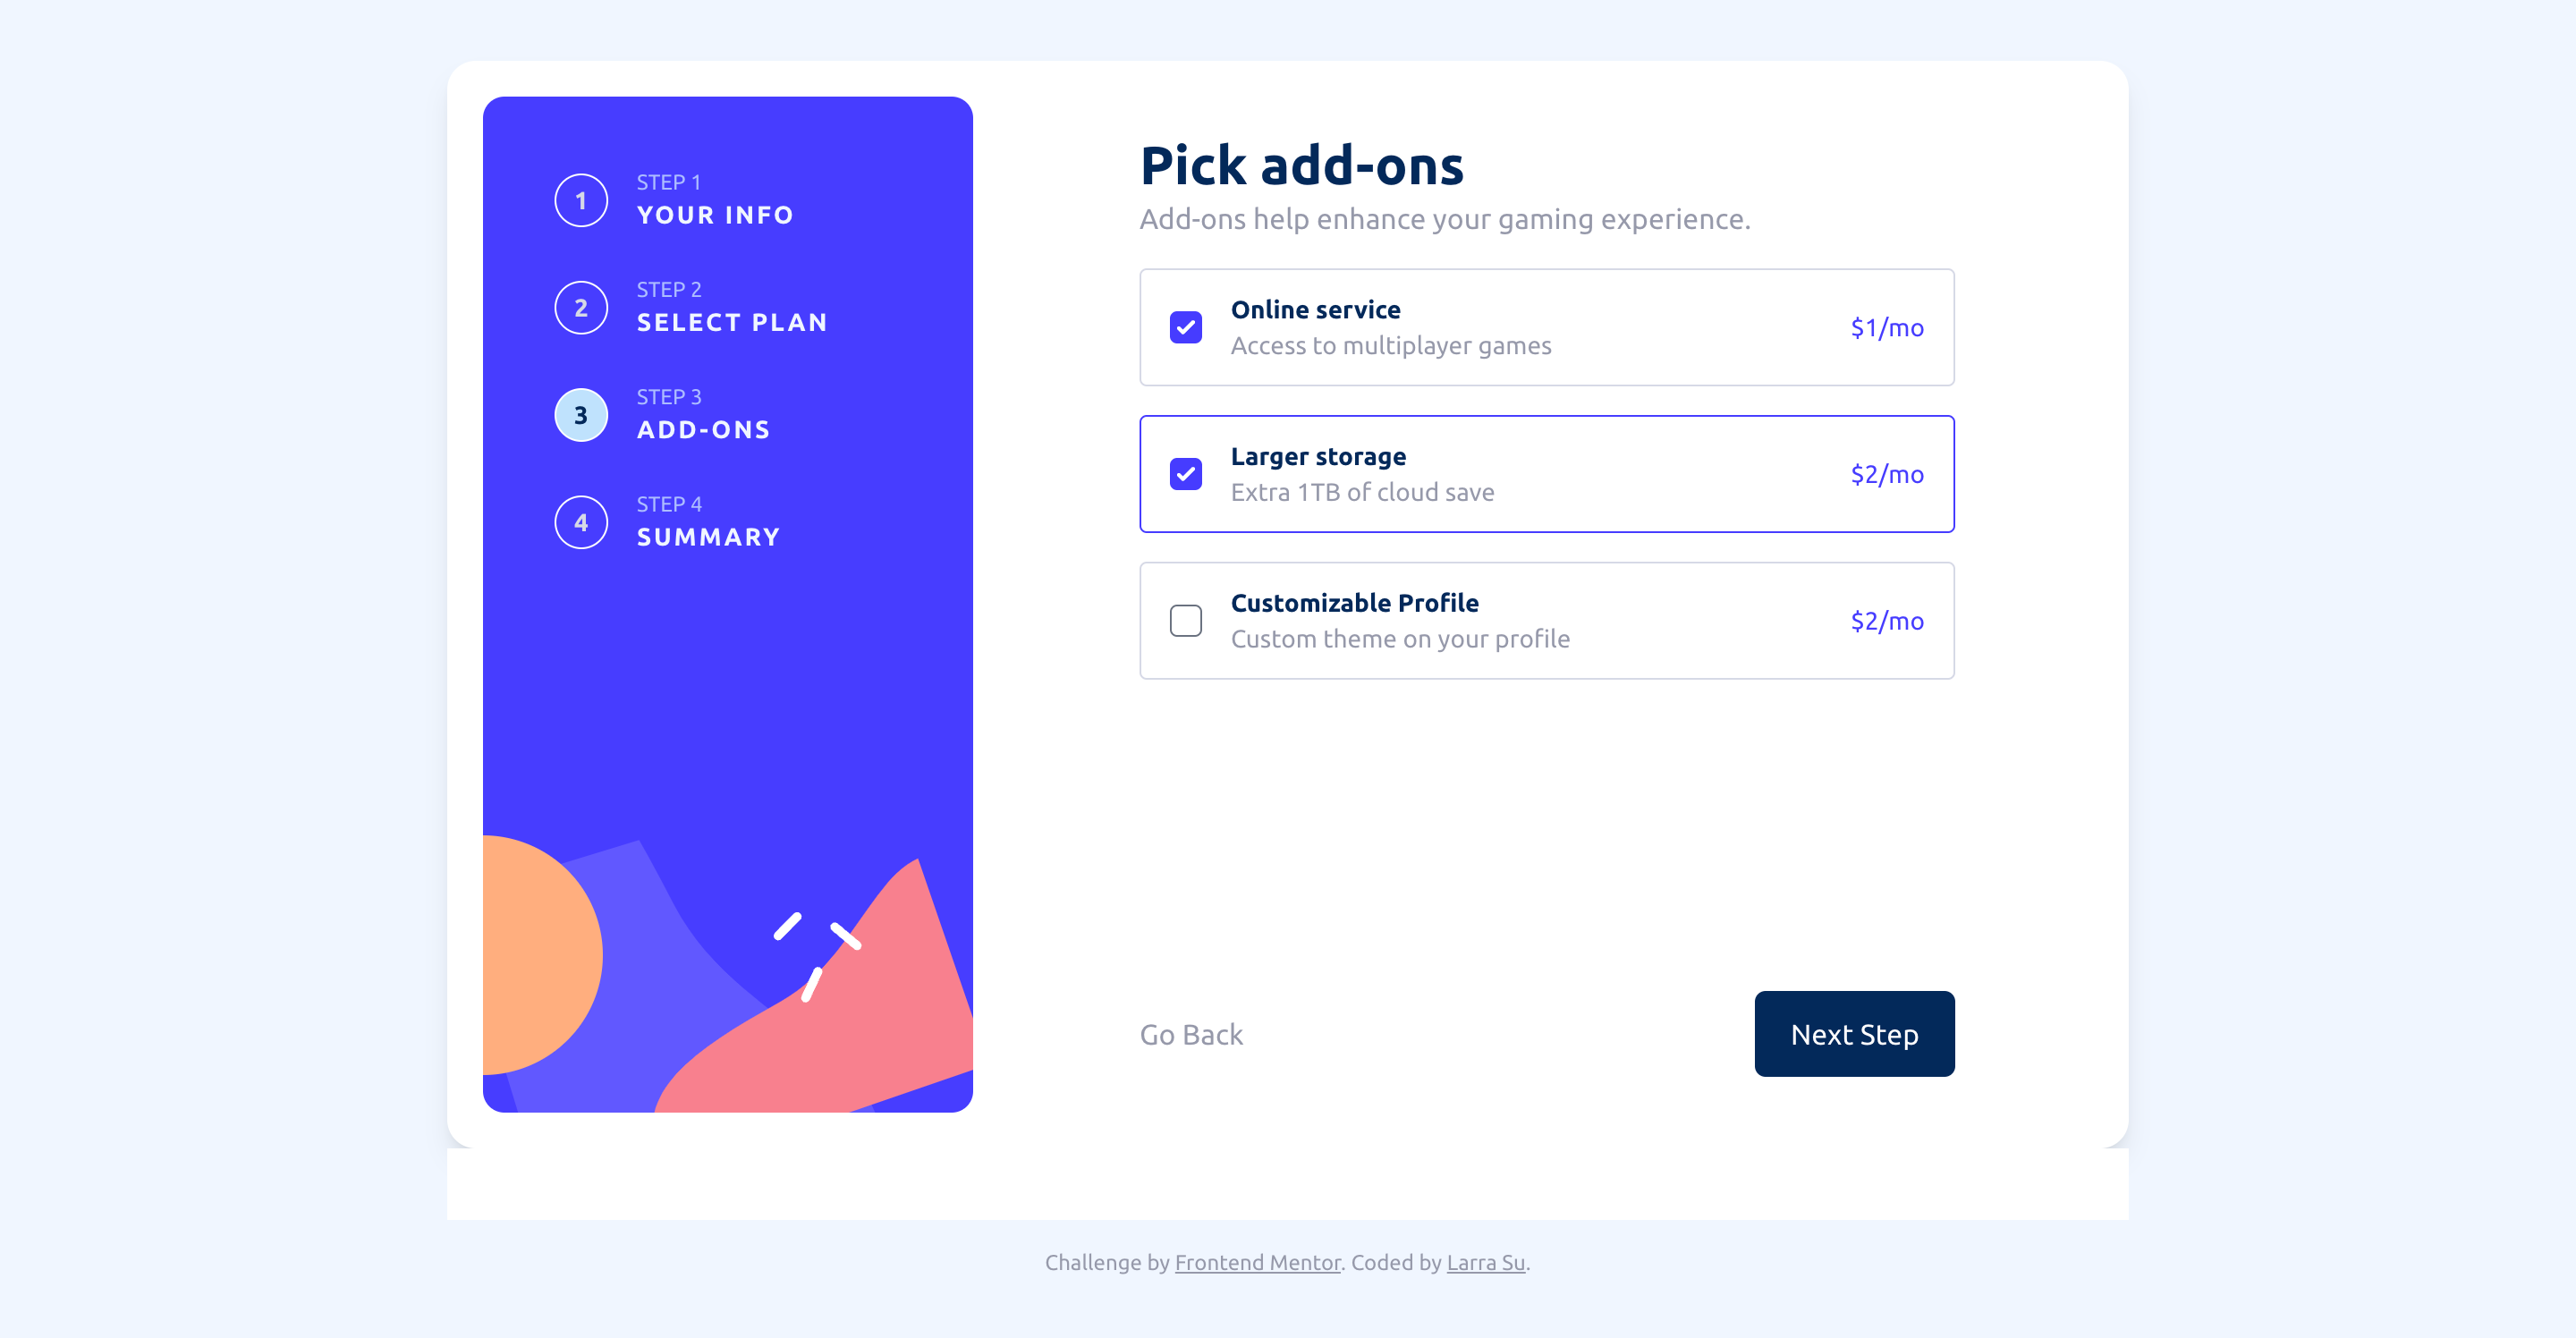 1
STEP 1
YOUR INFO
2
STEP 2
SELECT PLAN
3
STEP 3
ADD-ONS
4
STEP 4
SUMMARY
Pick add-ons
Add-ons help enhance your gaming experience.
Online service
Access to multiplayer games
$1/mo
Larger storage
Extra 1TB of cloud save
$2/mo
Customizable Profile
Custom theme on your profile
$2/mo
Go Back
Next Step
Challenge by Frontend Mentor. Coded by Larra Su.